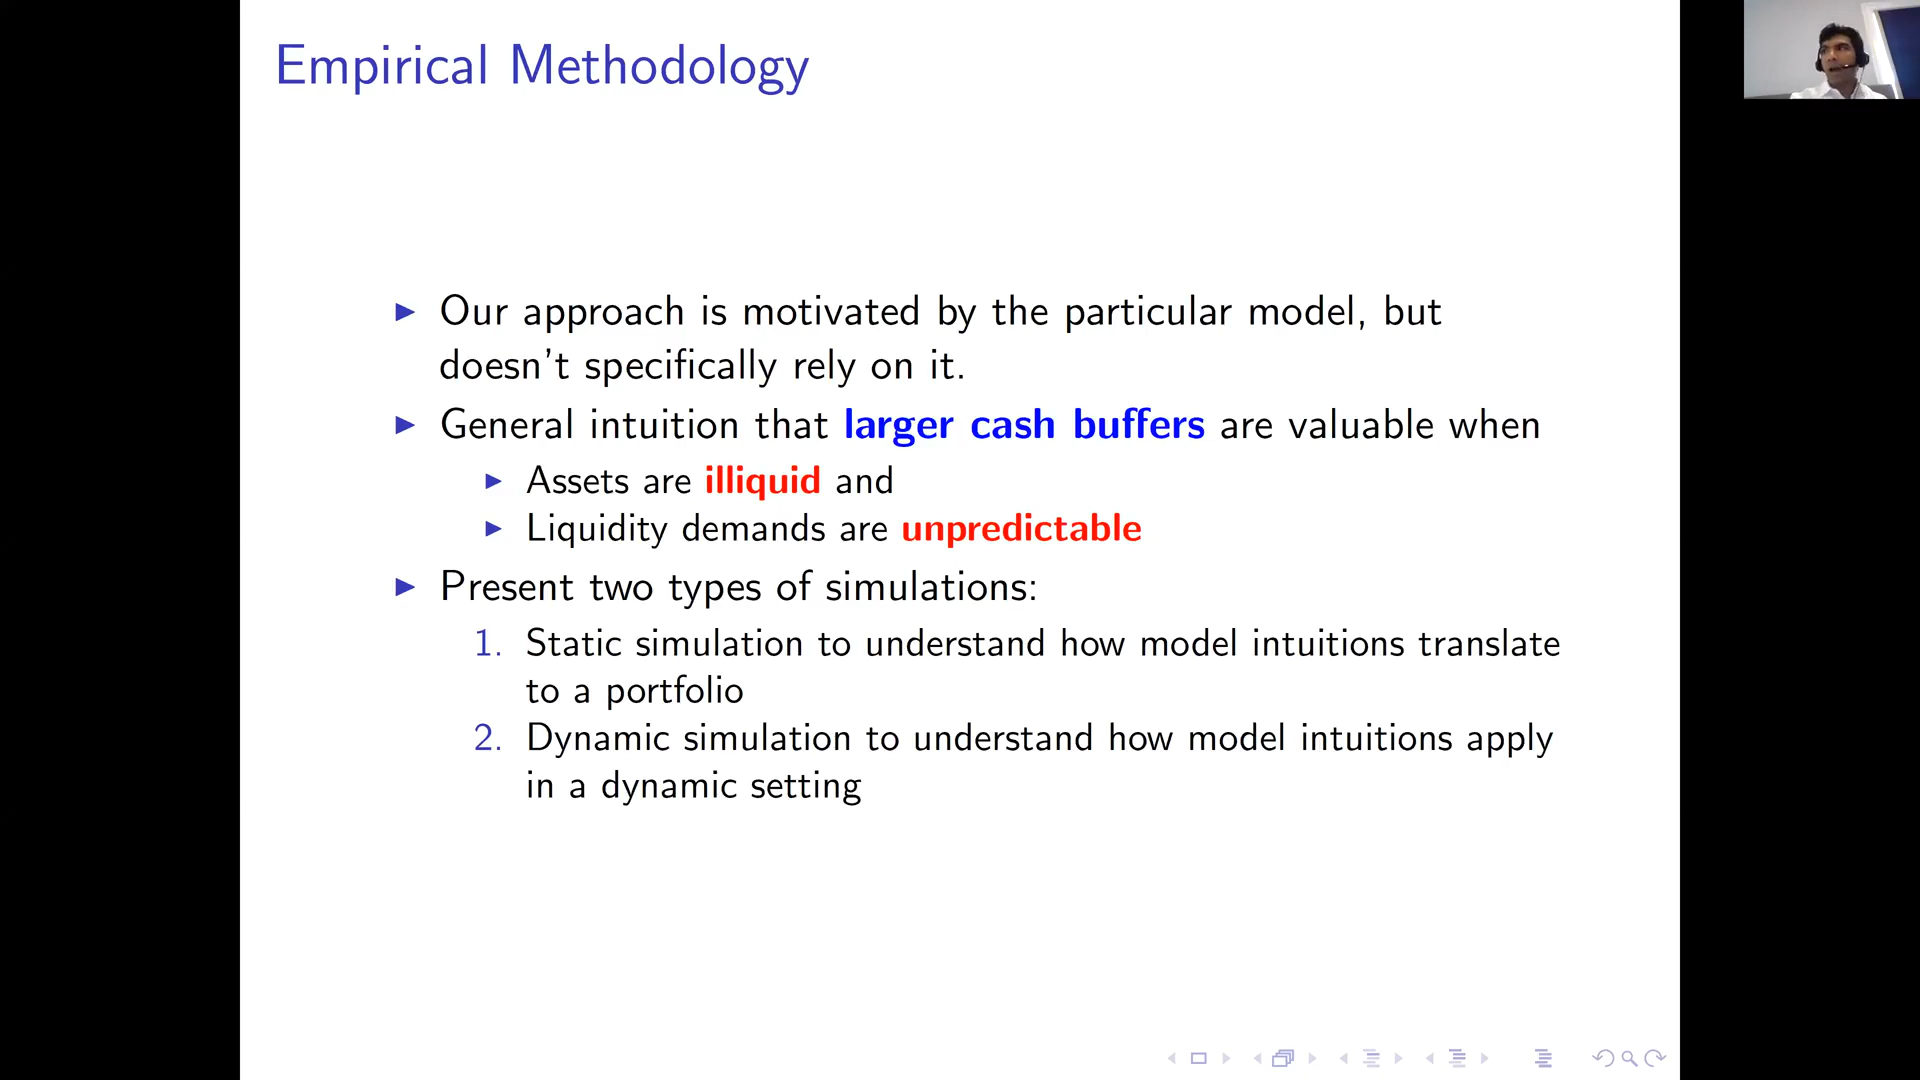 Empirical Methodology
Our approach is motivated by the particular model, but
doesn't specifically rely on it.
General intuition that larger cash buffers are valuable when
Assets are illiquid and
Liquidity demands are unpredictable
Present two types of simulations:
1. Static simulation to understand how model intuitions translate
to a portfolio
2. Dynamic simulation to understand how model intuitions apply
in a dynamic setting